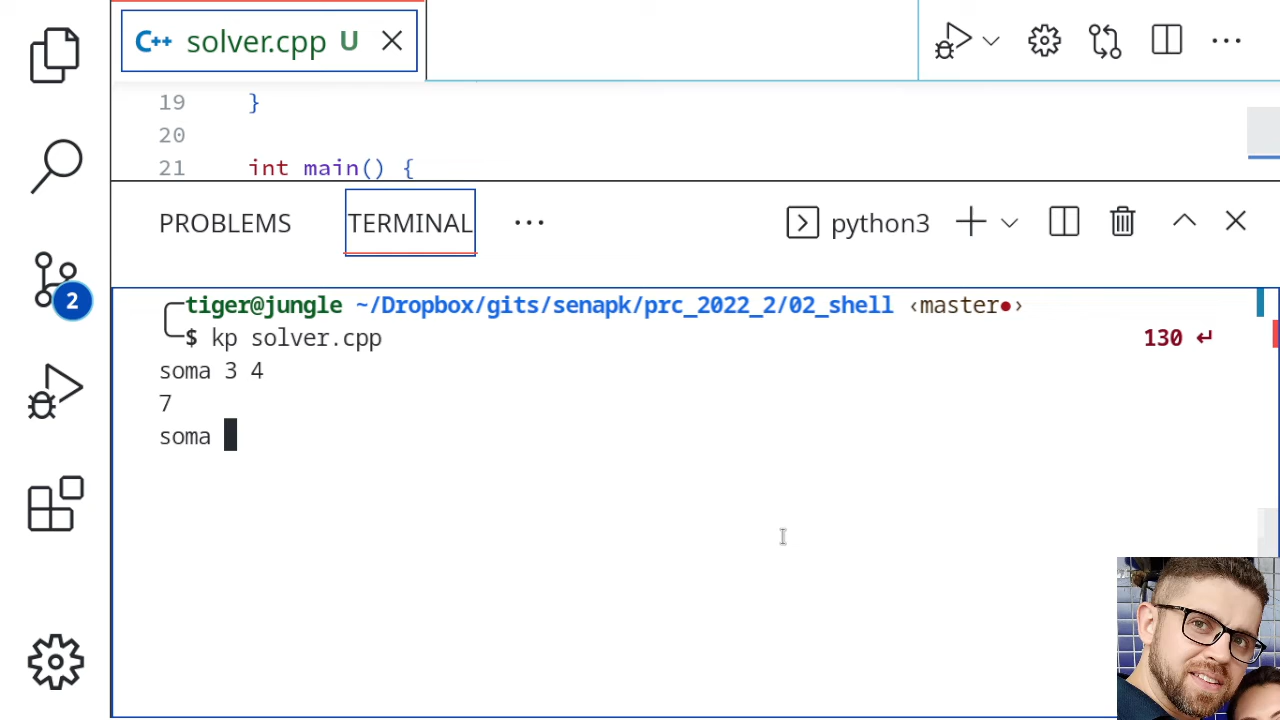 C++ solver.cpp U
19 }
20
21 int main() {
PROBLEMS TERMINAL ··· python3
2
tiger@jungle ~/Dropbox/gits/senapk/prc_2022_2/02_shell ‹master●›
$ kp solver.cpp 130 ↵
soma 3 4
7
soma